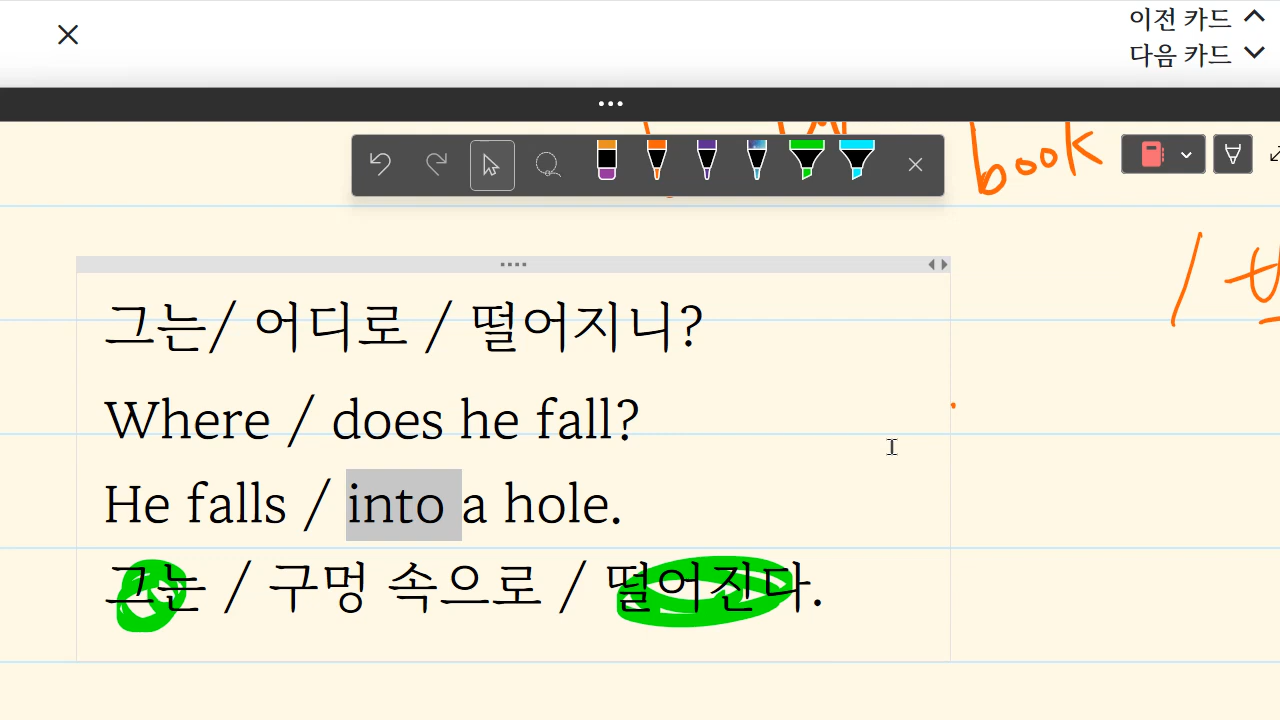 이전 카드
다음 카드
book
그는/ 어디로 / 떨어지니?
Where / does he fall?
He falls / into a hole.
그는 / 구멍 속으로 / 떨어진다.